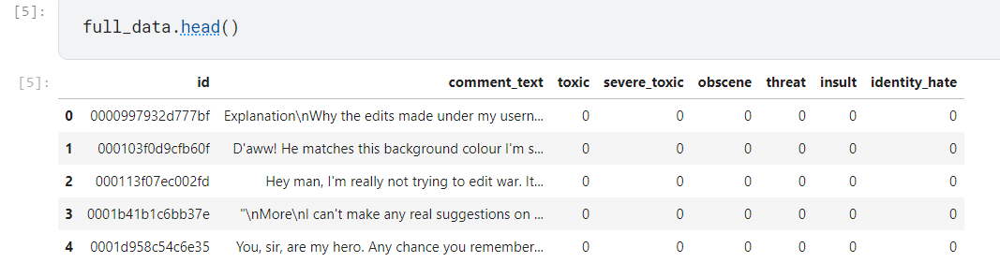 [5]:
full_data.head()
[5]:
id comment_text toxic severe_toxic obscene threat insult identity_hate
0 0000997932d777bf Explanation\nWhy the edits made under my usern... 0 0 0 0 0 0
1 000103f0d9cfb60f D'aww! He matches this background colour I'm s... 0 0 0 0 0 0
2 000113f07ec002fd Hey man, I'm really not trying to edit war. It... 0 0 0 0 0 0
3 0001b41b1c6bb37e "\nMore\nI can't make any real suggestions on ... 0 0 0 0 0 0
4 0001d958c54c6e35 You, sir, are my hero. Any chance you remember... 0 0 0 0 0 0